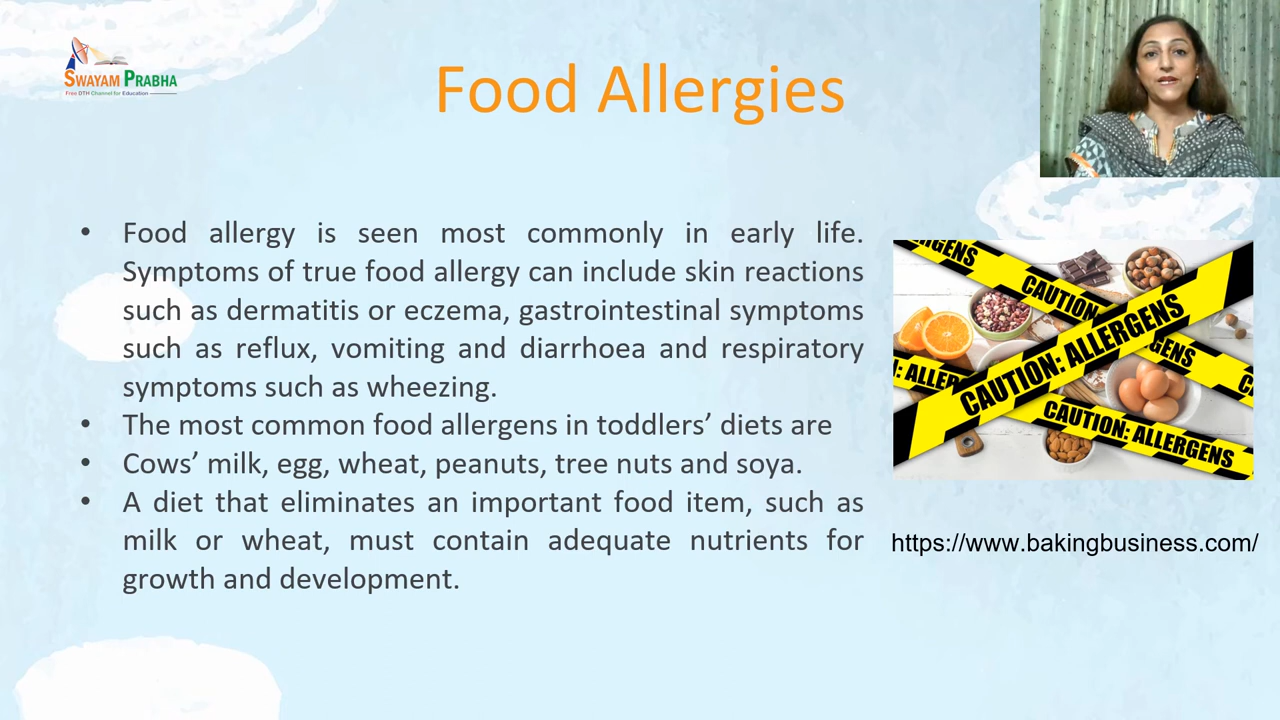 SWAYAM PRABHA
Free DTH Channel for Education
Food Allergies
• Food allergy is seen most commonly in early life.
Symptoms of true food allergy can include skin reactions
such as dermatitis or eczema, gastrointestinal symptoms
such as reflux, vomiting and diarrhoea and respiratory
symptoms such as wheezing.
• The most common food allergens in toddlers’ diets are
• Cows’ milk, egg, wheat, peanuts, tree nuts and soya.
• A diet that eliminates an important food item, such as
milk or wheat, must contain adequate nutrients for
growth and development.
RGENS
CAUTION
CAUTION: ALLERGENS
GENS
N: ALLER
C
CAUTION: ALLERGENS
https://www.bakingbusiness.com/